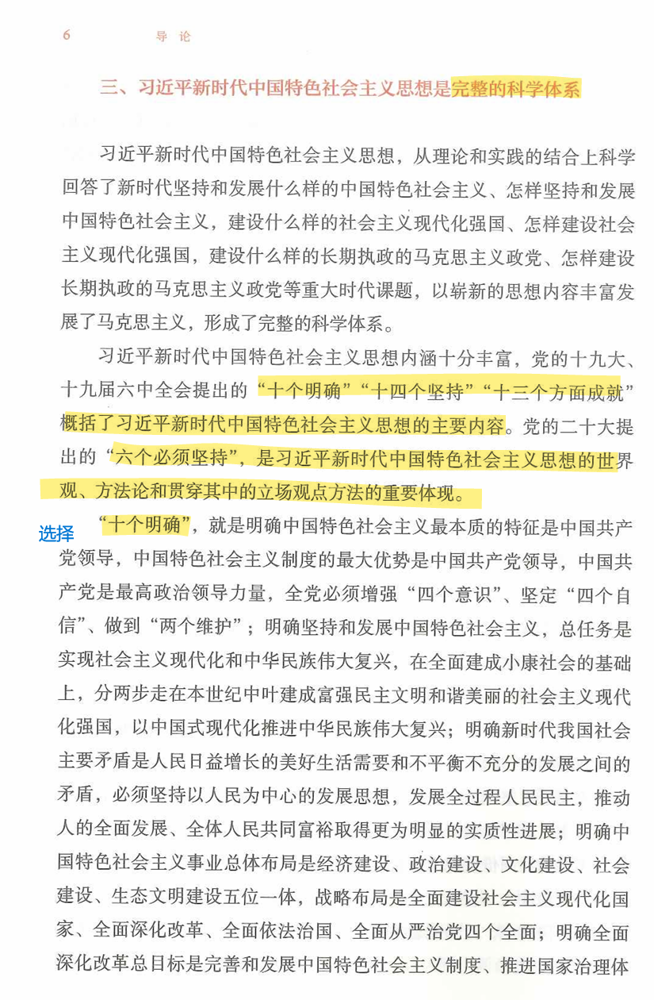 6
导 论
三、习近平新时代中国特色社会主义思想是完整的科学体系
习近平新时代中国特色社会主义思想，从理论和实践的结合上科学
回答了新时代坚持和发展什么样的中国特色社会主义、怎样坚持和发展
中国特色社会主义，建设什么样的社会主义现代化强国、怎样建设社会
主义现代化强国，建设什么样的长期执政的马克思主义政党、怎样建设
长期执政的马克思主义政党等重大时代课题，以崭新的思想内容丰富发
展了马克思主义，形成了完整的科学体系。
习近平新时代中国特色社会主义思想内涵十分丰富，党的十九大、
十九届六中全会提出的“十个明确”“十四个坚持”“十三个方面成就”
概括了习近平新时代中国特色社会主义思想的主要内容。党的二十大提
出的“六个必须坚持”，是习近平新时代中国特色社会主义思想的世界
观、方法论和贯穿其中的立场观点方法的重要体现。
“十个明确”，就是明确中国特色社会主义最本质的特征是中国共产
选择
党领导，中国特色社会主义制度的最大优势是中国共产党领导，中国共
产党是最高政治领导力量，全党必须增强“四个意识”、坚定“四个自
信”、做到“两个维护”；明确坚持和发展中国特色社会主义，总任务是
实现社会主义现代化和中华民族伟大复兴，在全面建成小康社会的基础
上，分两步走在本世纪中叶建成富强民主文明和谐美丽的社会主义现代
化强国，以中国式现代化推进中华民族伟大复兴；明确新时代我国社会
主要矛盾是人民日益增长的美好生活需要和不平衡不充分的发展之间的
矛盾，必须坚持以人民为中心的发展思想，发展全过程人民民主，推动
人的全面发展、全体人民共同富裕取得更为明显的实质性进展；明确中
国特色社会主义事业总体布局是经济建设、政治建设、文化建设、社会
建设、生态文明建设五位一体，战略布局是全面建设社会主义现代化国
家、全面深化改革、全面依法治国、全面从严治党四个全面；明确全面
深化改革总目标是完善和发展中国特色社会主义制度、推进国家治理体